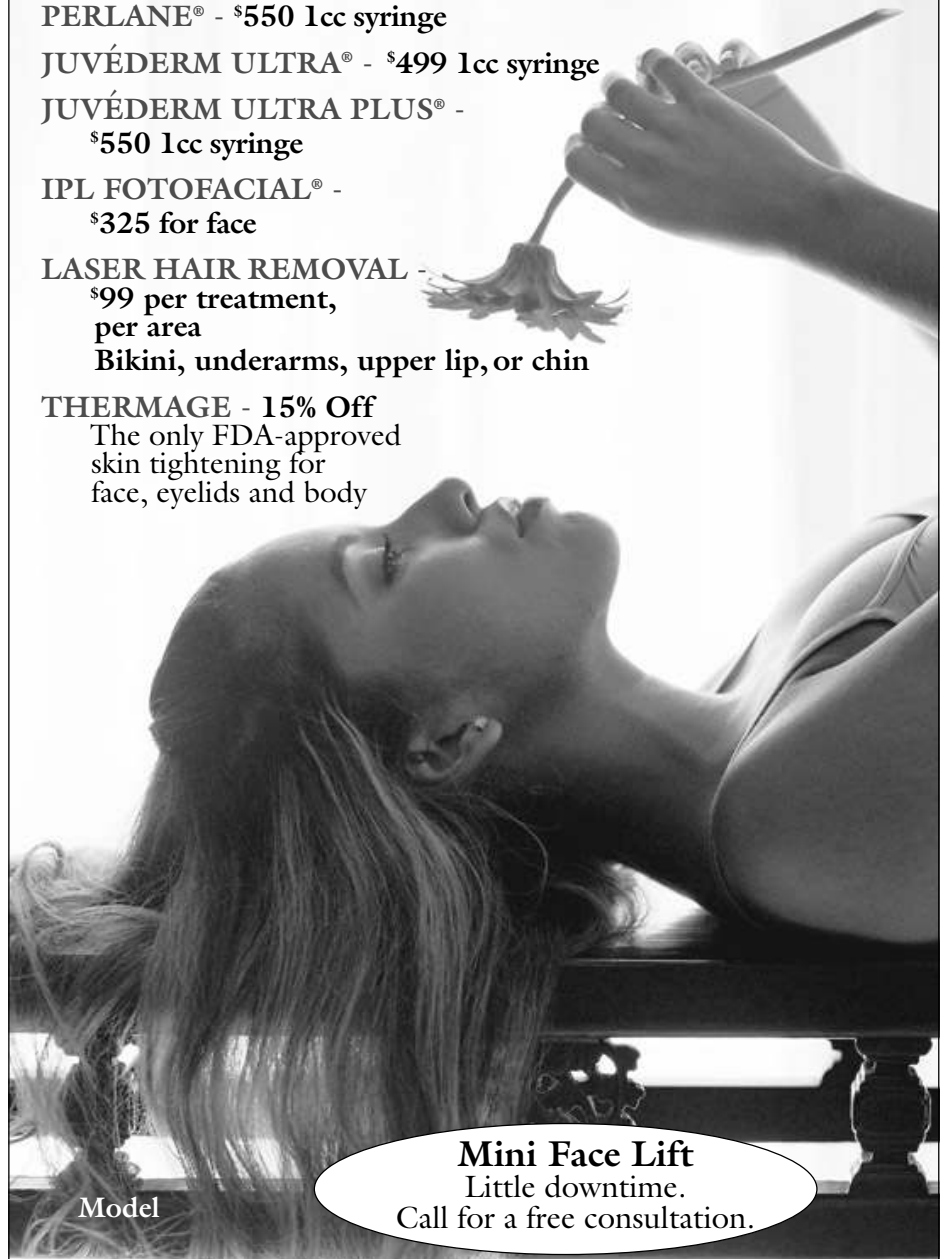 PERLANE® - $550 1cc syringe
JUVÉDERM ULTRA® - $499 1cc syringe
JUVÉDERM ULTRA PLUS® -
$550 1cc syringe
IPL FOTOFACIAL® -
$325 for face
LASER HAIR REMOVAL -
$99 per treatment,
per area
Bikini, underarms, upper lip, or chin
THERMAGE - 15% Off
The only FDA-approved
skin tightening for
face, eyelids and body
Mini Face Lift
Little downtime.
Call for a free consultation.
Model